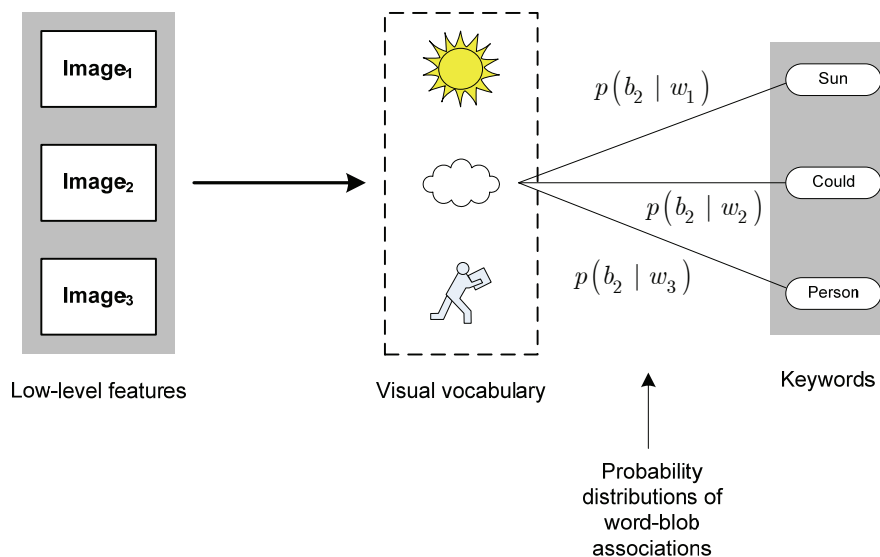 Image₁
Image₂
Image₃
Low-level features
Visual vocabulary
p(b₂ | w₁)
p(b₂ | w₂)
p(b₂ | w₃)
Sun
Could
Person
Keywords
Probability
distributions of
word-blob
associations